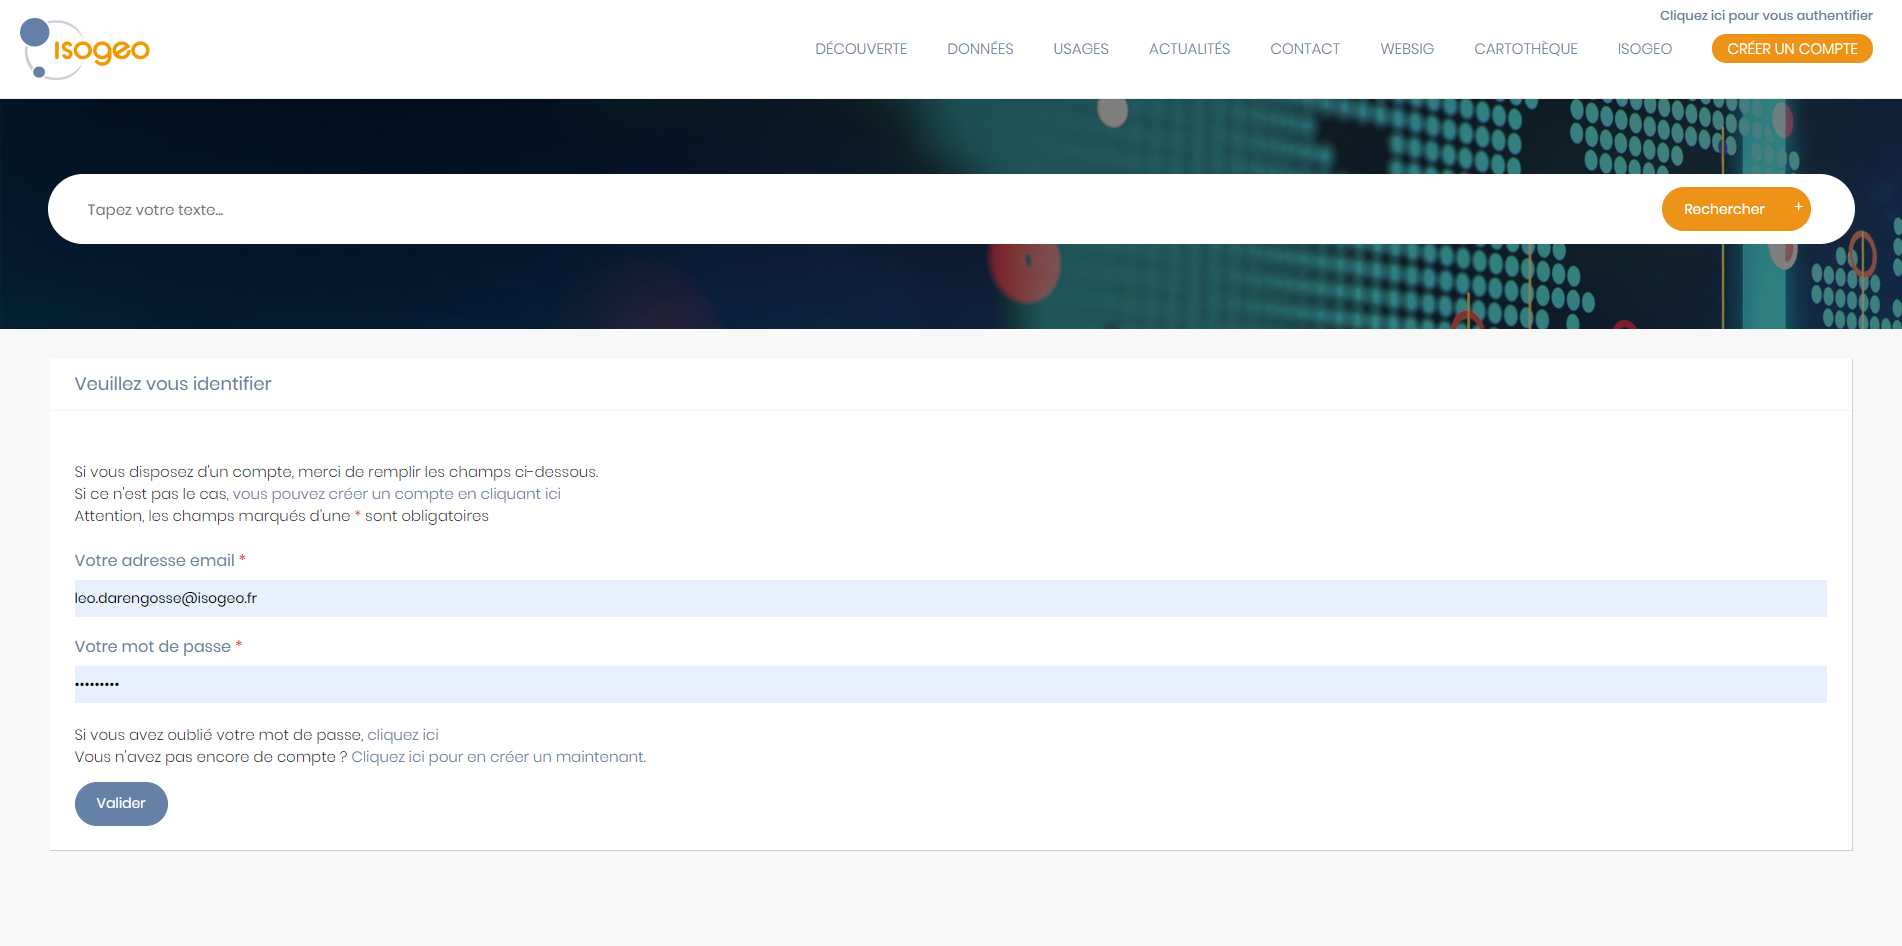 Cliquez ici pour vous authentifier
isogeo
DÉCOUVERTE DONNÉES USAGES ACTUALITÉS CONTACT WEBSIG CARTOTHÈQUE ISOGEO CRÉER UN COMPTE
Tapez votre texte... Rechercher +
Veuillez vous identifier
Si vous disposez d'un compte, merci de remplir les champs ci-dessous.
Si ce n'est pas le cas, vous pouvez créer un compte en cliquant ici
Attention, les champs marqués d'une * sont obligatoires
Votre adresse email *
leo.darengosse@isogeo.fr
Votre mot de passe *
•••••••••
Si vous avez oublié votre mot de passe, cliquez ici
Vous n'avez pas encore de compte ? Cliquez ici pour en créer un maintenant.
Valider